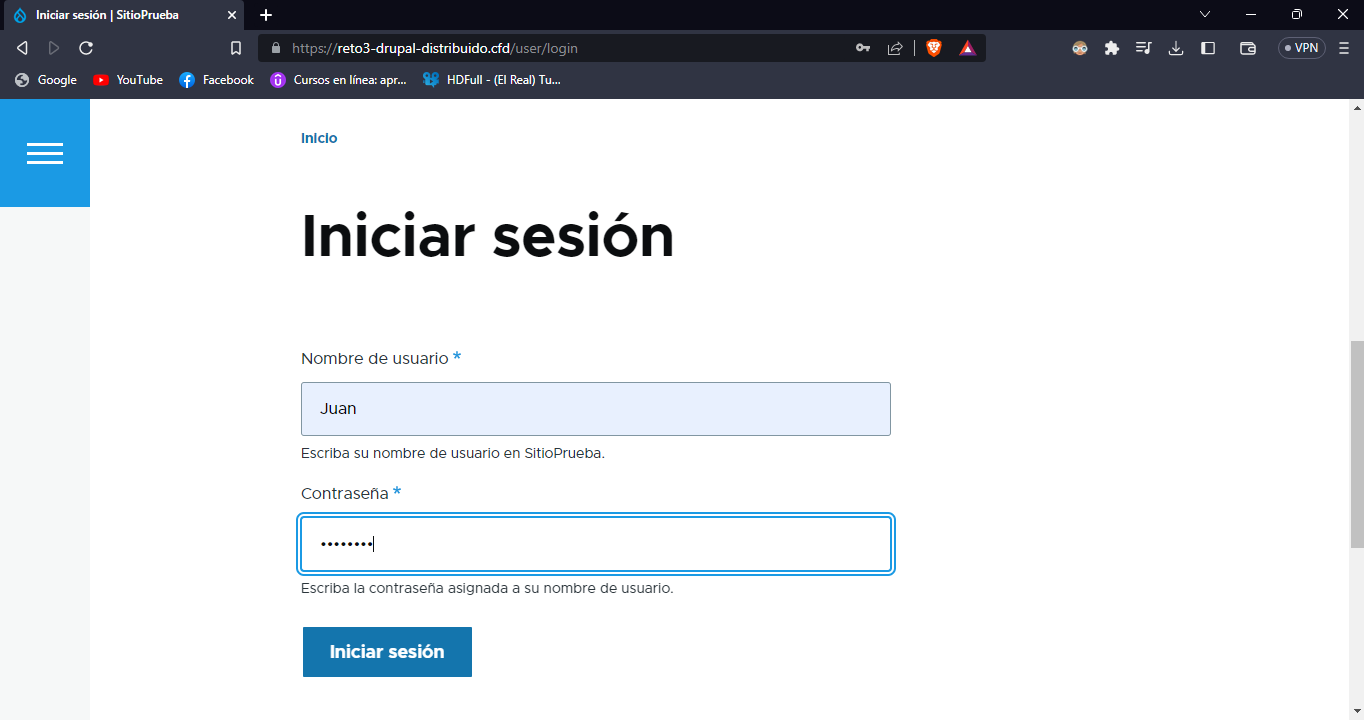 Iniciar sesión | SitioPrueba
https://reto3-drupal-distribuido.cfd/user/login
VPN
Google YouTube Facebook Cursos en línea: apr... HDFull - (El Real) Tu...
Inicio
Iniciar sesión
Nombre de usuario *
Juan
Escriba su nombre de usuario en SitioPrueba.
Contraseña *
••••••••
Escriba la contraseña asignada a su nombre de usuario.
Iniciar sesión